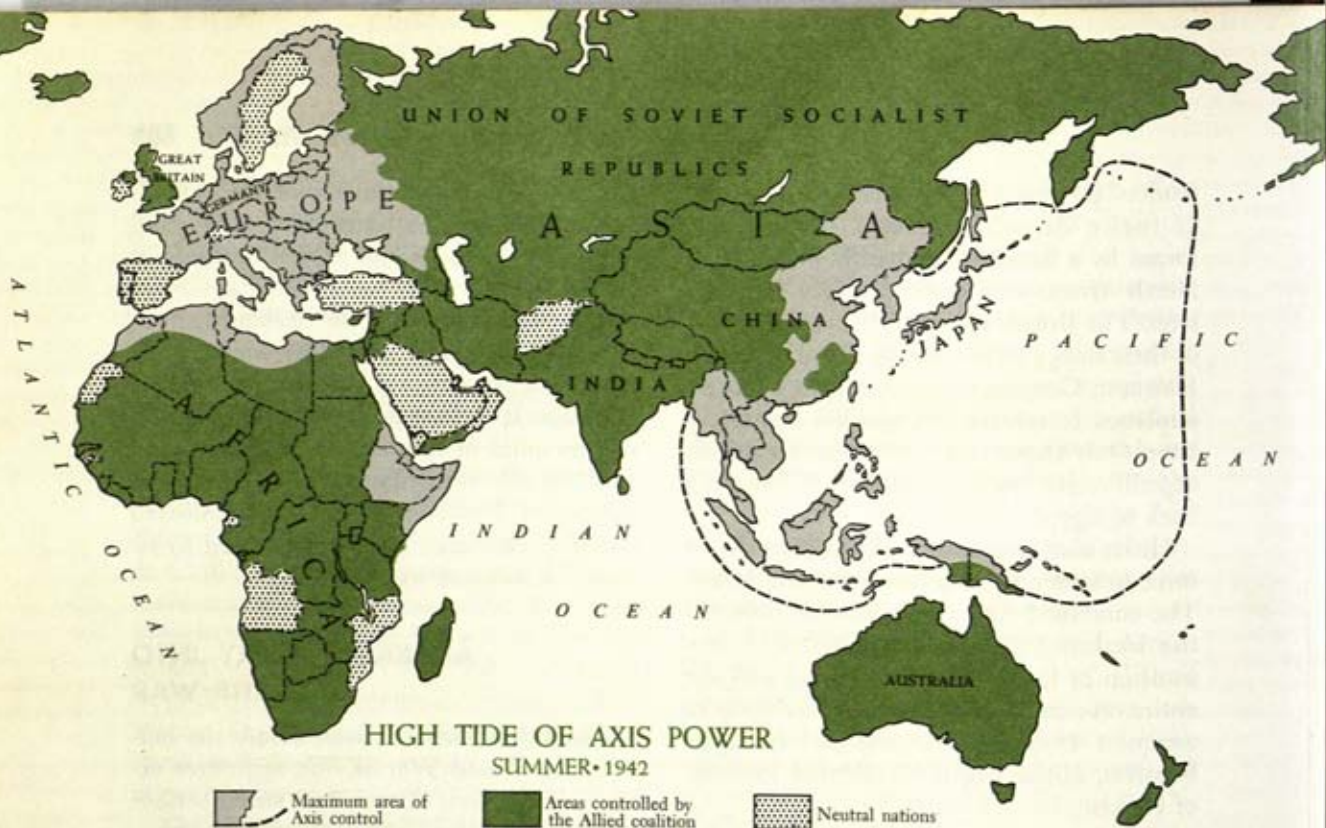 UNION OF SOVIET SOCIALIST
REPUBLICS
GREAT
BRITAIN
GERMANY
EUROPE
ASIA
CHINA
JAPAN
PACIFIC
OCEAN
INDIA
ATLANTIC
OCEAN
AFRICA
INDIAN
OCEAN
AUSTRALIA
HIGH TIDE OF AXIS POWER
SUMMER • 1942
Maximum area of
Axis control
Areas controlled by
the Allied coalition
Neutral nations